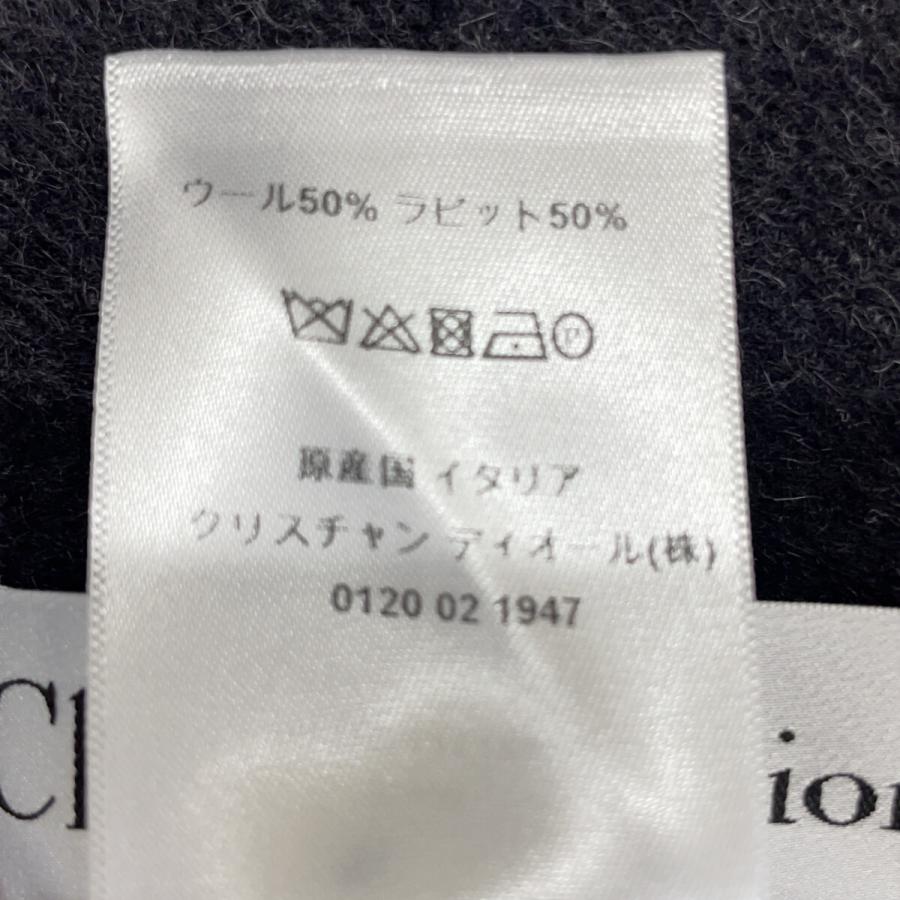 ウール50% ラビット50%
P
原産国 イタリア
クリスチャン ディオール(株)
0120 02 1947